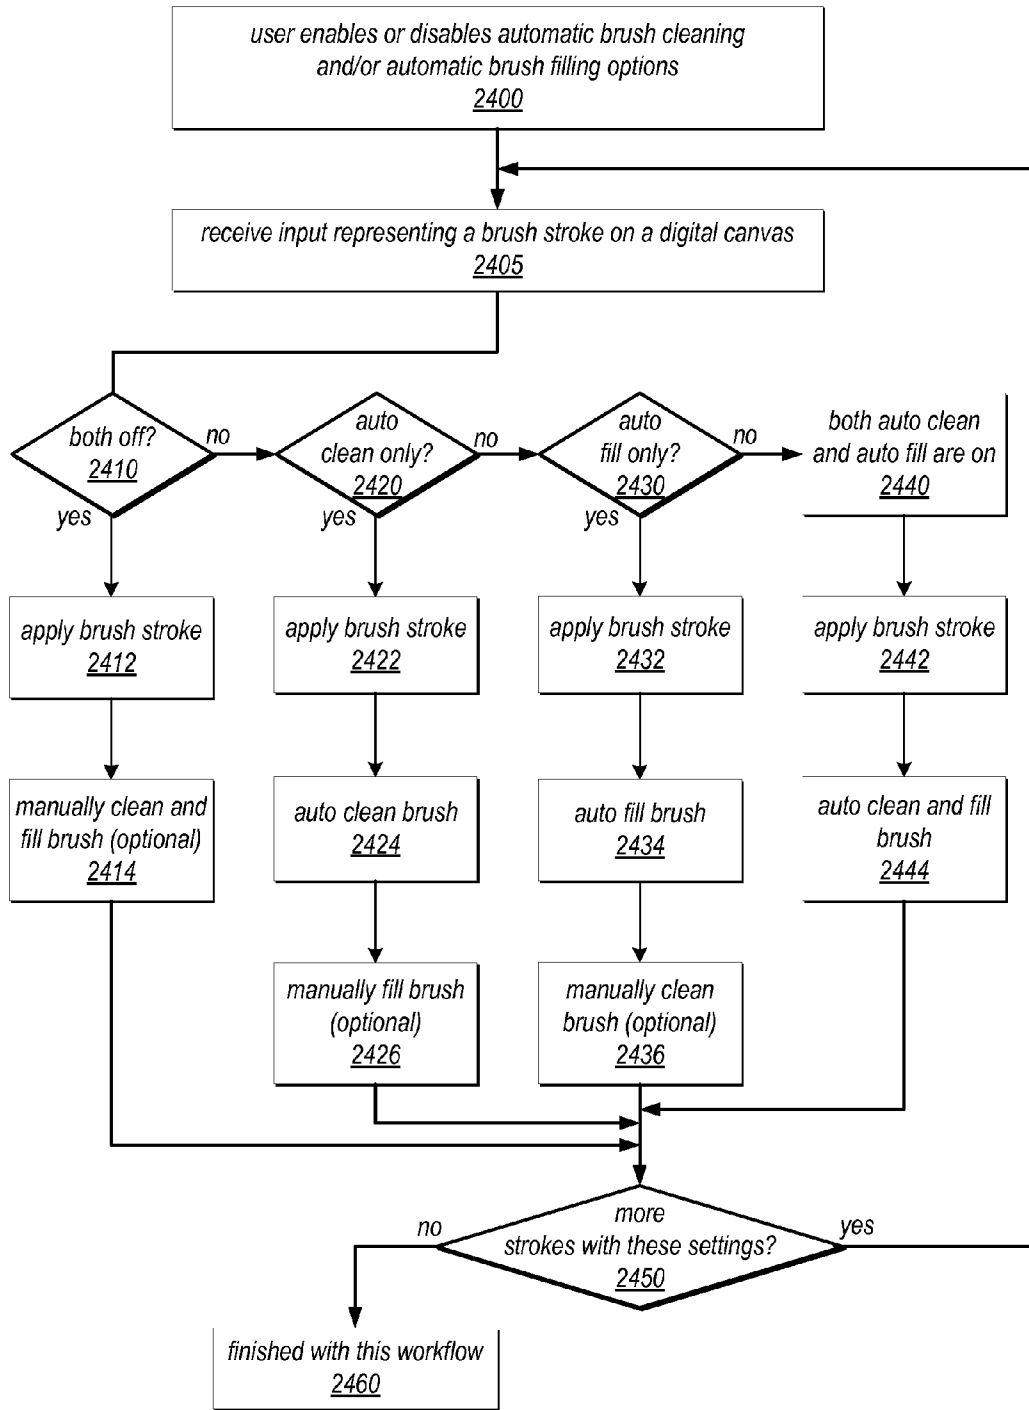 user enables or disables automatic brush cleaning
and/or automatic brush filling options
2400
receive input representing a brush stroke on a digital canvas
2405
both off?
2410
no
yes
auto
clean only?
2420
no
yes
auto
fill only?
2430
no
yes
both auto clean
and auto fill are on
2440
apply brush stroke
2412
apply brush stroke
2422
apply brush stroke
2432
apply brush stroke
2442
manually clean and
fill brush (optional)
2414
auto clean brush
2424
auto fill brush
2434
auto clean and fill
brush
2444
manually fill brush
(optional)
2426
manually clean
brush (optional)
2436
more
strokes with these settings?
2450
no
yes
finished with this workflow
2460